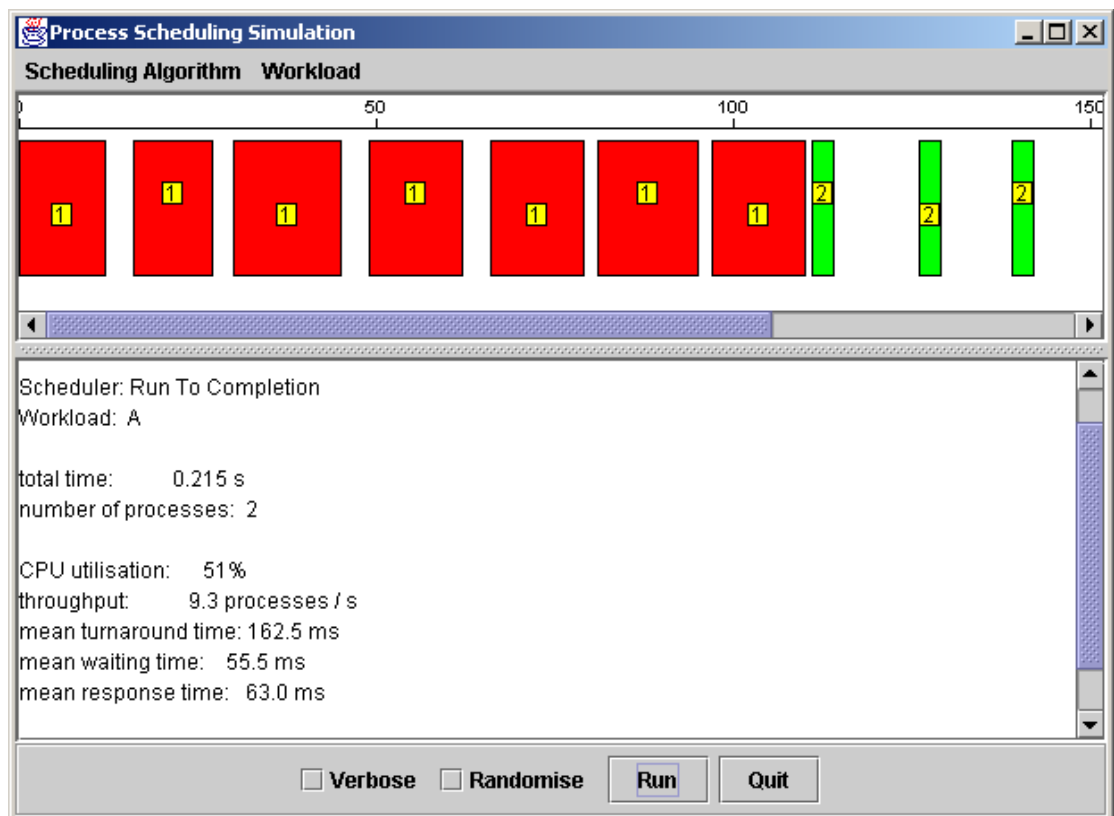 Process Scheduling Simulation
Scheduling Algorithm Workload
0 50 100 150
1 1 1 1 1 1 1 2 2 2
Scheduler: Run To Completion
Workload: A
total time: 0.215 s
number of processes: 2
CPU utilisation: 51%
throughput: 9.3 processes / s
mean turnaround time: 162.5 ms
mean waiting time: 55.5 ms
mean response time: 63.0 ms
Verbose Randomise Run Quit